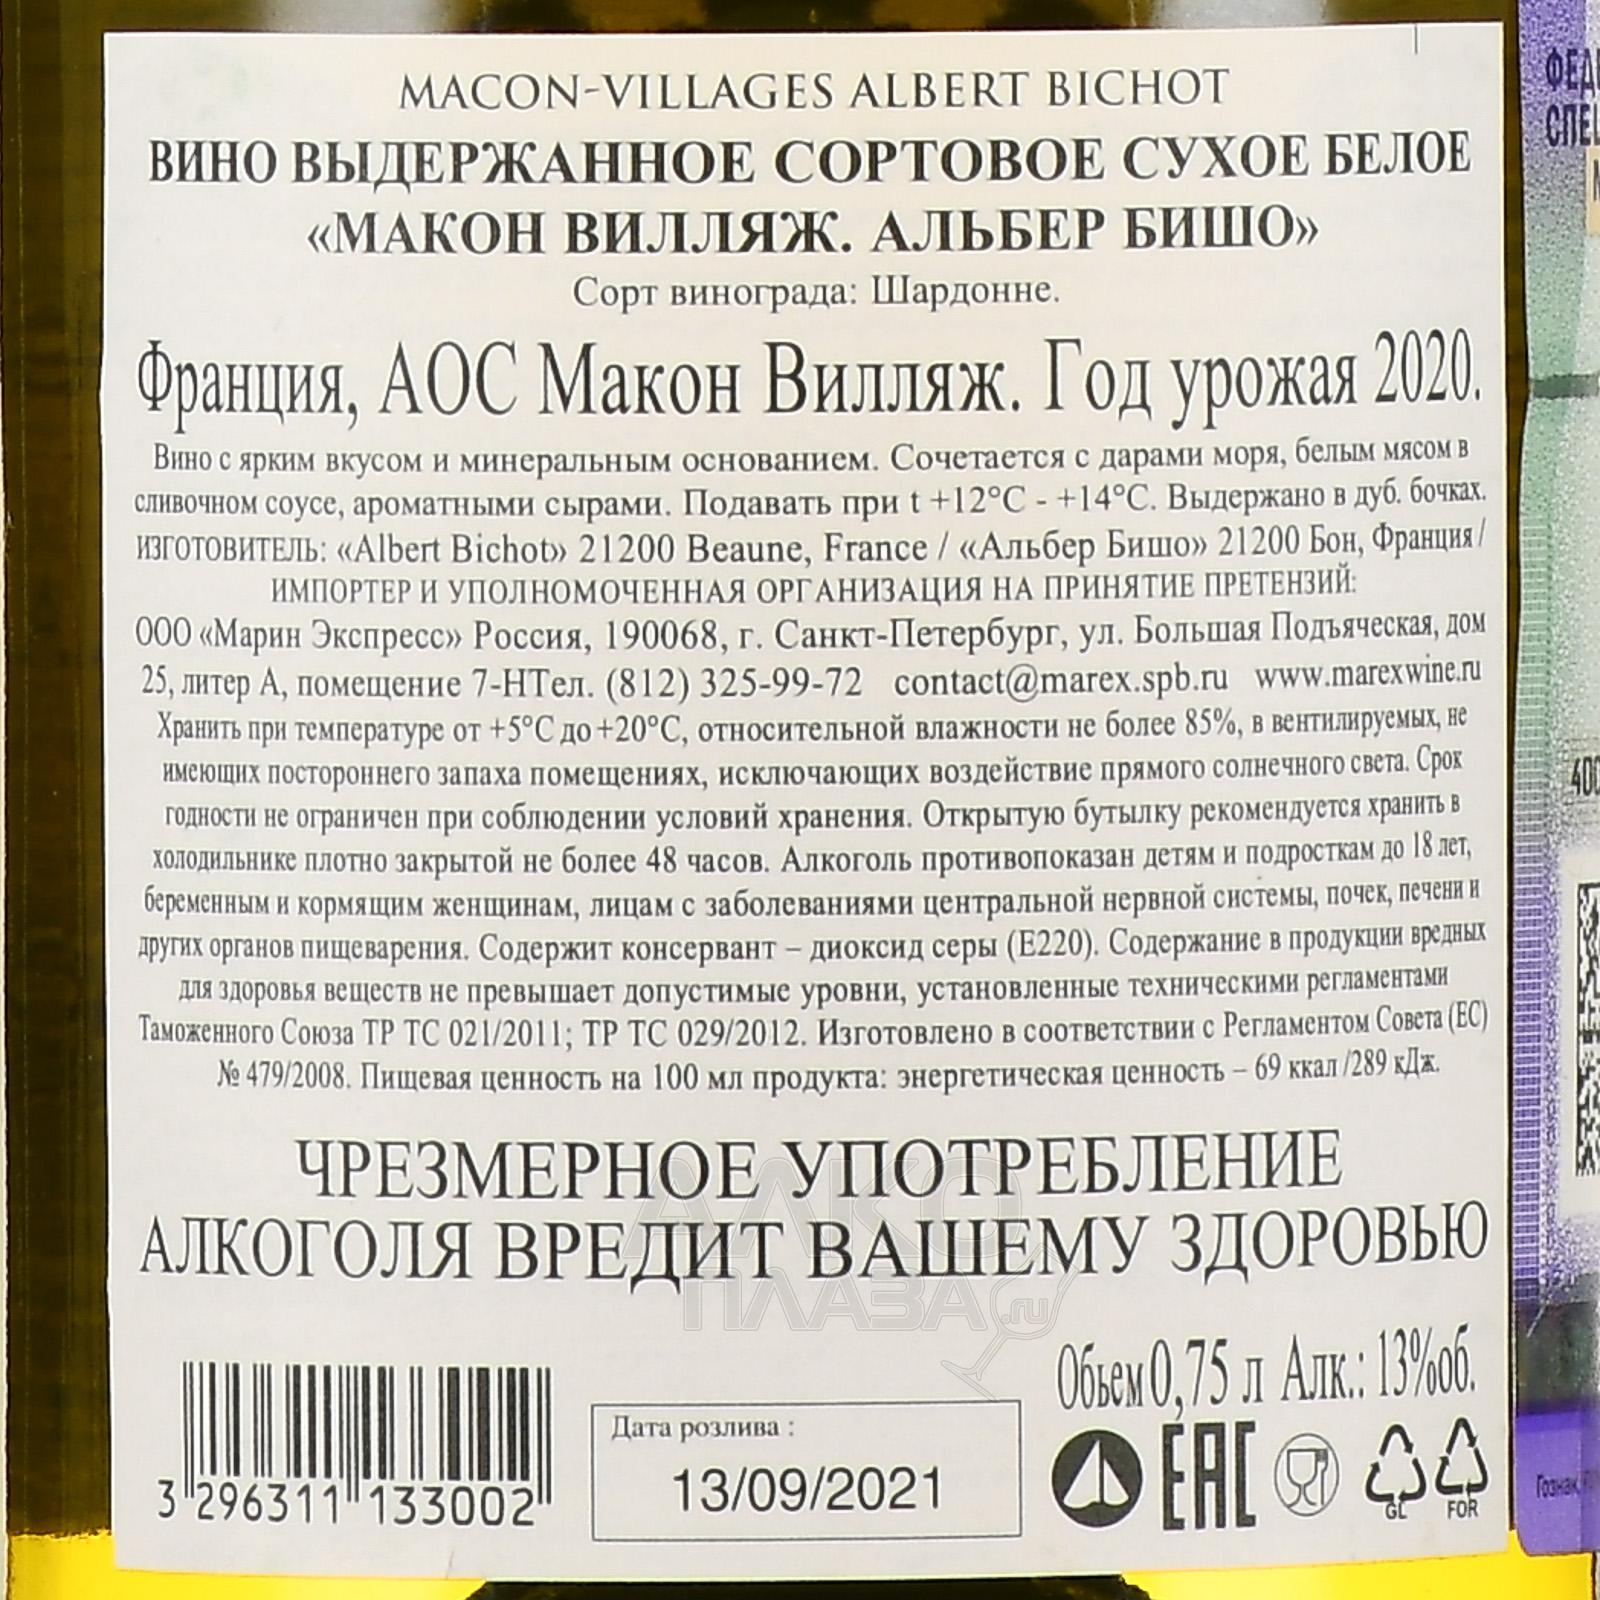 MACON-VILLAGES ALBERT BICHOT
ВИНО ВЫДЕРЖАННОЕ СОРТОВОЕ СУХОЕ БЕЛОЕ
«МАКОН ВИЛЛЯЖ. АЛЬБЕР БИШО»
Сорт винограда: Шардонне.
Франция, АОС Макон Вилляж. Год урожая 2020.
Вино с ярким вкусом и минеральным основанием. Сочетается с дарами моря, белым мясом в
сливочном соусе, ароматными сырами. Подавать при t +12°C - +14°C. Выдержано в дуб. бочках.
ИЗГОТОВИТЕЛЬ: «Albert Bichot» 21200 Beaune, France / «Альбер Бишо» 21200 Бон, Франция/
ИМПОРТЕР И УПОЛНОМОЧЕННАЯ ОРГАНИЗАЦИЯ НА ПРИНЯТИЕ ПРЕТЕНЗИЙ:
ООО «Марин Экспресс» Россия, 190068, г. Санкт-Петербург, ул. Большая Подъяческая, дом
25, литер А, помещение 7-НТел. (812) 325-99-72 contact@marex.spb.ru www.marexwine.ru
Хранить при температуре от +5°C до +20°C, относительной влажности не более 85%, в вентилируемых, не
имеющих постороннего запаха помещениях, исключающих воздействие прямого солнечного света. Срок
годности не ограничен при соблюдении условий хранения. Открытую бутылку рекомендуется хранить в
холодильнике плотно закрытой не более 48 часов. Алкоголь противопоказан детям и подросткам до 18 лет,
беременным и кормящим женщинам, лицам с заболеваниями центральной нервной системы, почек, печени и
других органов пищеварения. Содержит консервант – диоксид серы (Е220). Содержание в продукции вредных
для здоровья веществ не превышает допустимые уровни, установленные техническими регламентами
Таможенного Союза ТР ТС 021/2011; ТР ТС 029/2012. Изготовлено в соответствии с Регламентом Совета (ЕС)
№ 479/2008. Пищевая ценность на 100 мл продукта: энергетическая ценность – 69 ккал /289 кДж.
ЧРЕЗМЕРНОЕ УПОТРЕБЛЕНИЕ
АЛКОГОЛЯ ВРЕДИТ ВАШЕМУ ЗДОРОВЬЮ
АЛКО
ПЛАЗА.ru
Обьем 0,75 л Алк.: 13%об.
Дата розлива :
13/09/2021
3 296311 133002
EAC
GL
FOR
ФЕД
СПЕЦ
400
Гознак